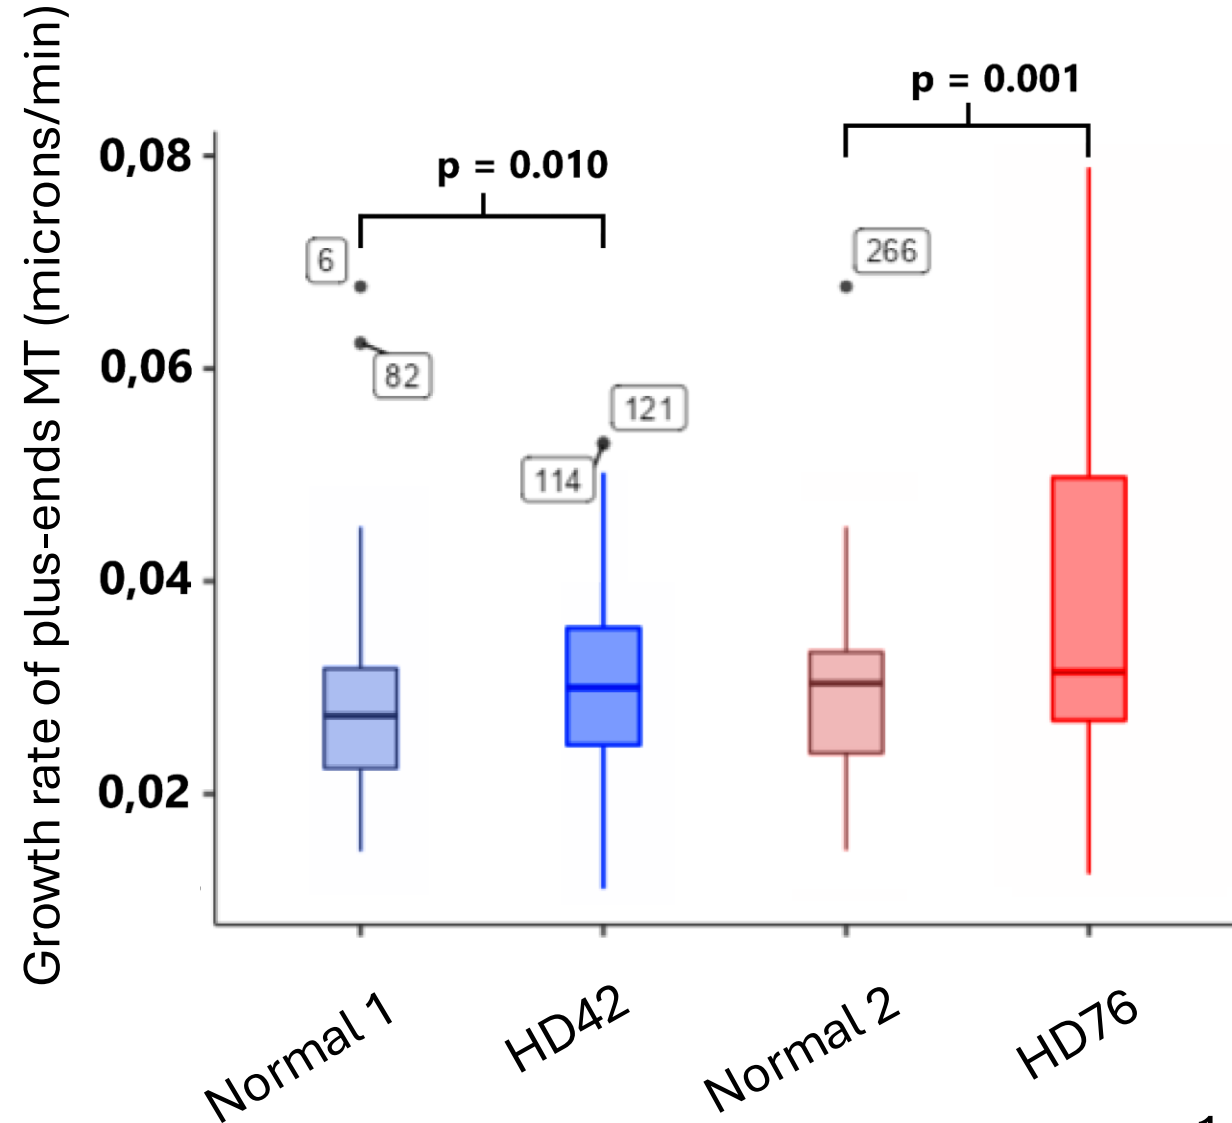 Growth rate of plus-ends MT (microns/min)
p = 0.001
p = 0.010
0,08
6
266
0,06
82
121
114
0,04
0,02
Normal 1
HD42
Normal 2
HD76